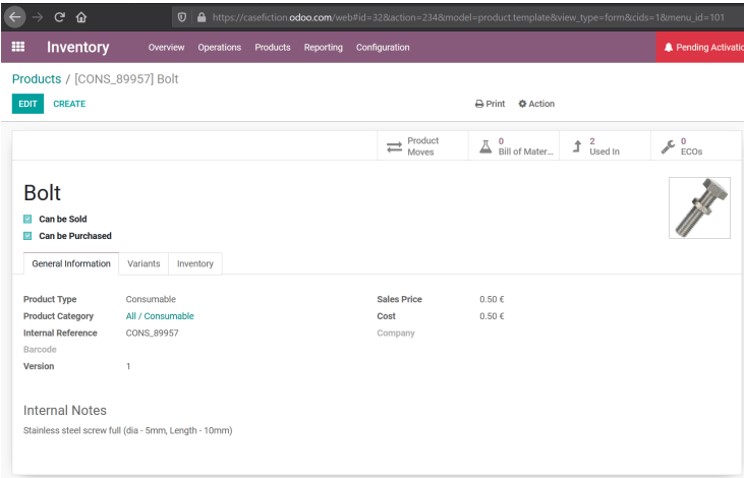 https://casefiction.odoo.com/web#id=32&action=234&model=product.template&view_type=form&cids=1&menu_id=101
Inventory Overview Operations Products Reporting Configuration Pending Activatio
Products / [CONS_89957] Bolt
EDIT CREATE Print Action
Product Moves
0 Bill of Mater...
2 Used In
0 ECOs
Bolt
Can be Sold
Can be Purchased
General Information Variants Inventory
Product Type Consumable Sales Price 0.50 €
Product Category All / Consumable Cost 0.50 €
Internal Reference CONS_89957 Company
Barcode
Version 1
Internal Notes
Stainless steel screw full (dia - 5mm, Length - 10mm)